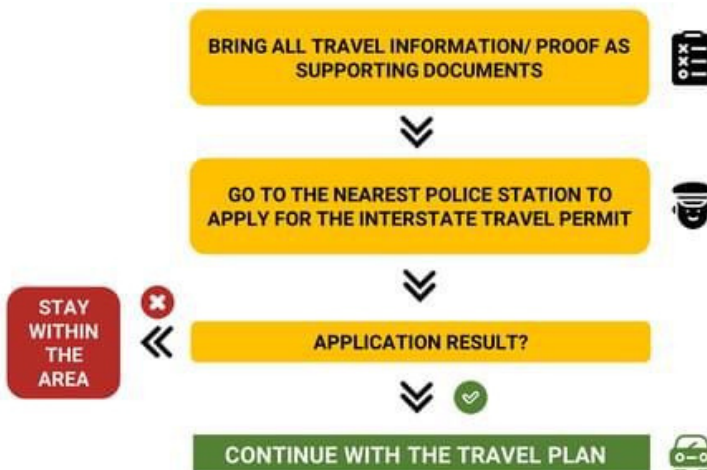 BRING ALL TRAVEL INFORMATION/ PROOF AS
SUPPORTING DOCUMENTS
GO TO THE NEAREST POLICE STATION TO
APPLY FOR THE INTERSTATE TRAVEL PERMIT
STAY
WITHIN
THE
AREA
APPLICATION RESULT?
CONTINUE WITH THE TRAVEL PLAN